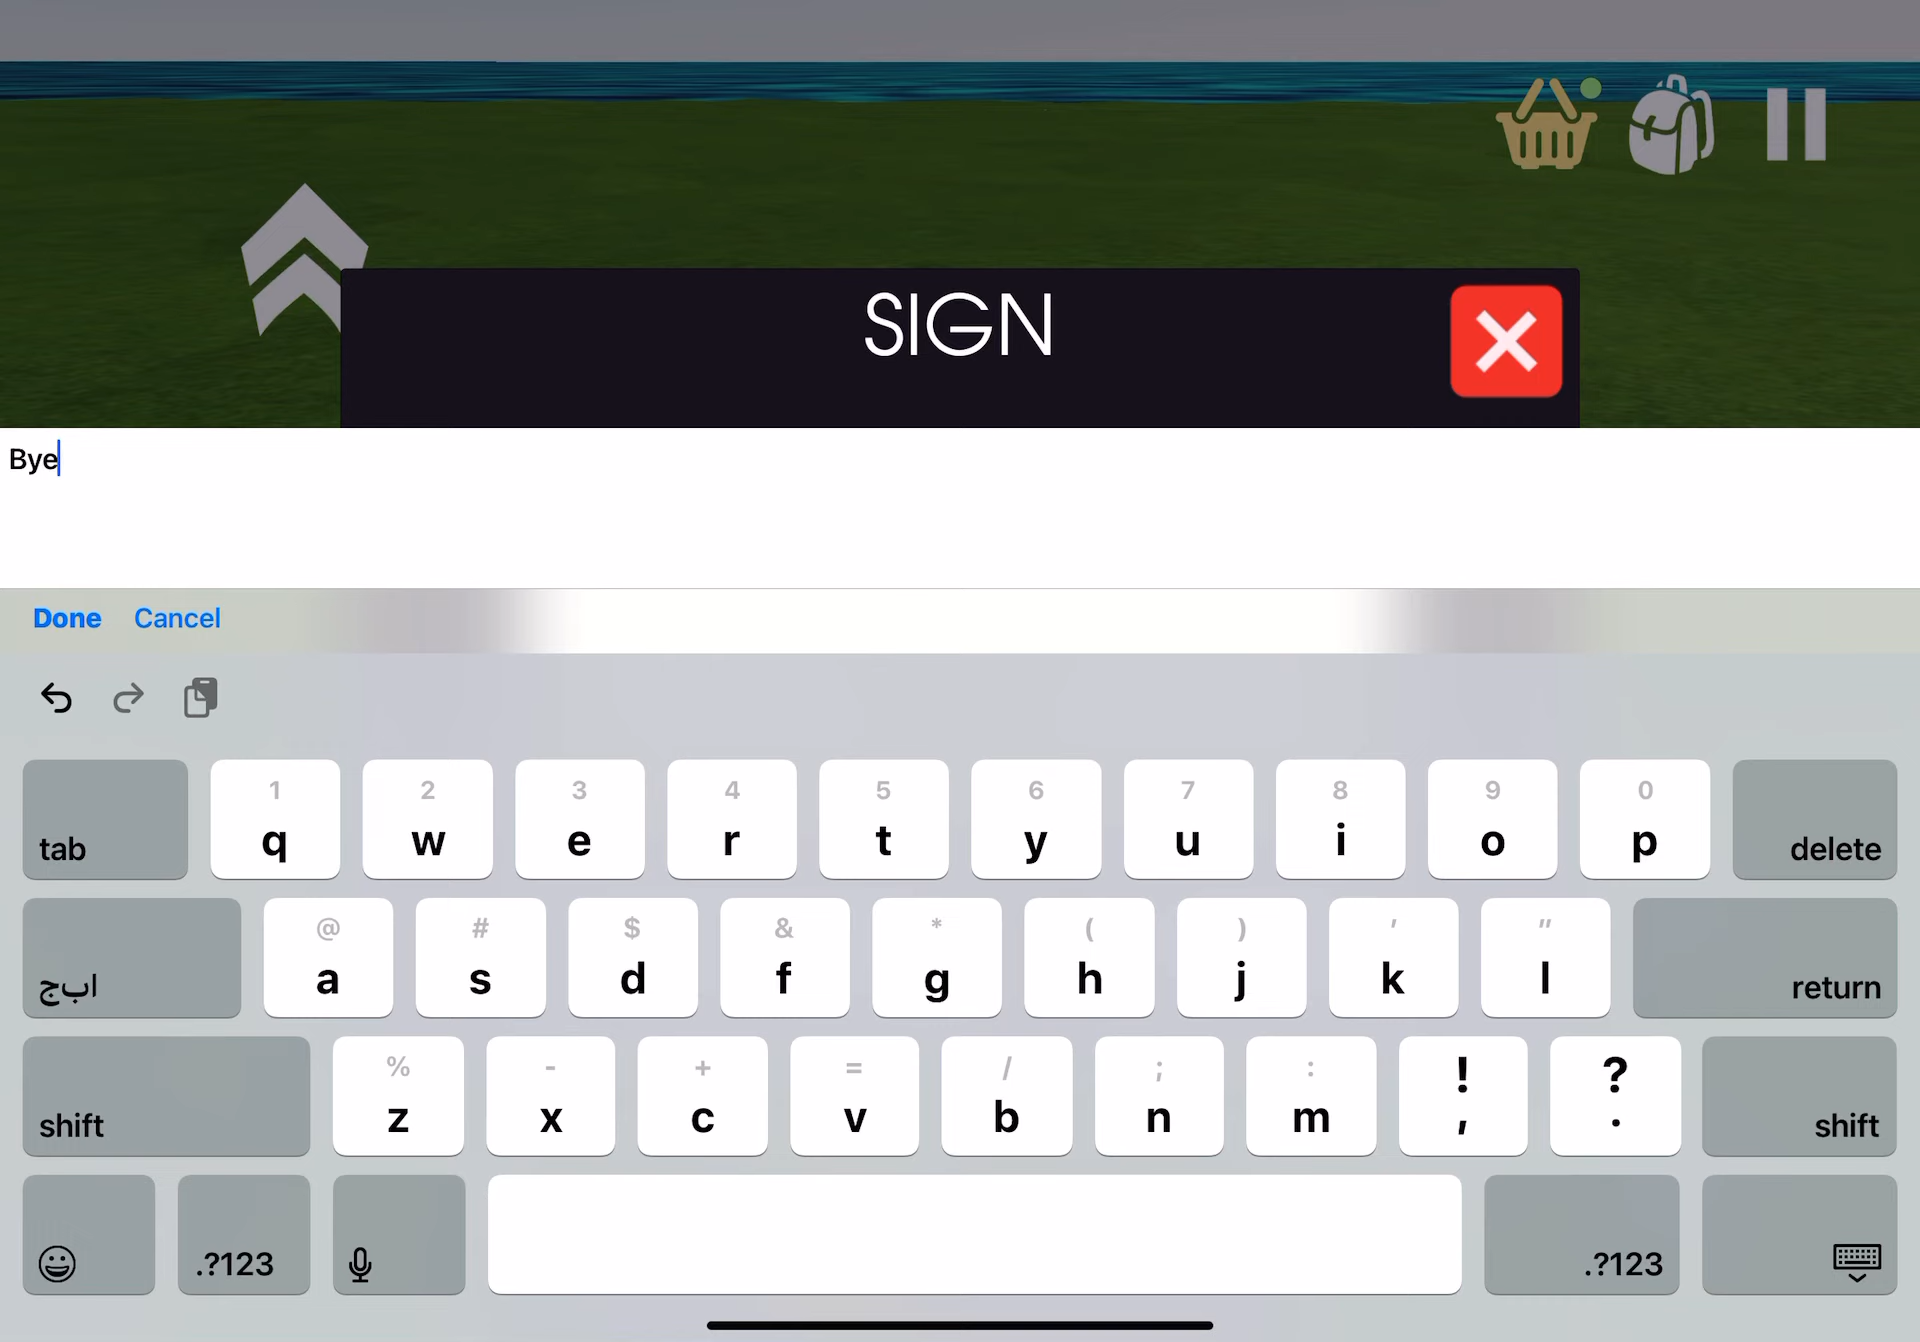 SIGN
Bye
Done Cancel
tab 1 q 2 w 3 e 4 r 5 t 6 y 7 u 8 i 9 o 0 p delete
ابج @ a # s $ d & f * g ( h ) j ' k " l return
shift % z - x + c = v / b ; n : m ! , ? . shift
.?123 .?123